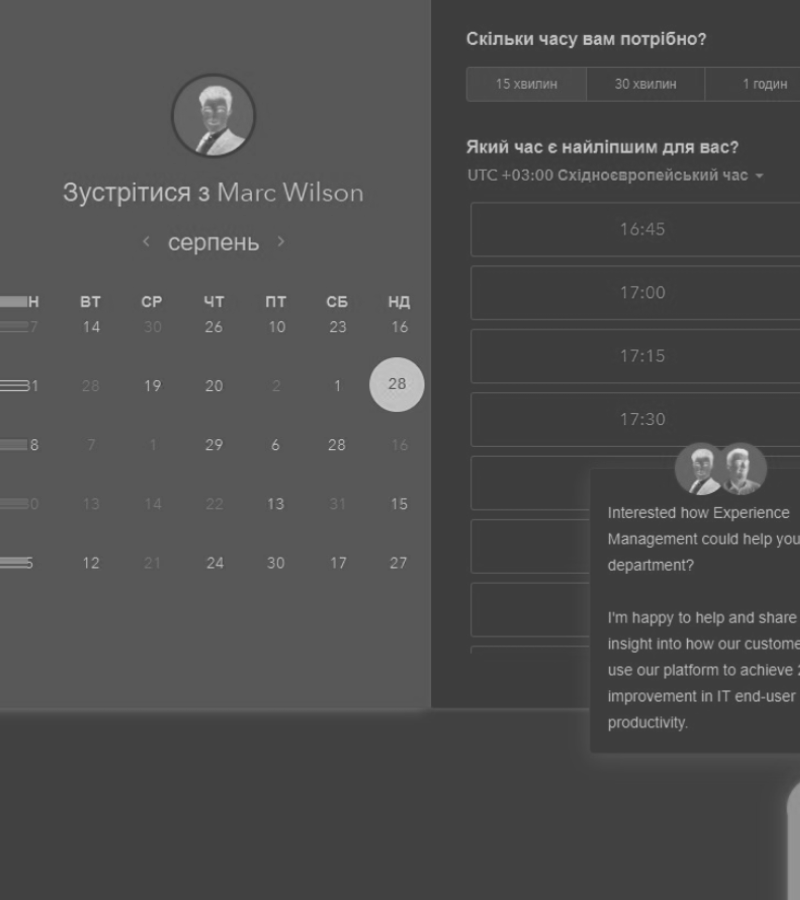 Зустрітися з Marc Wilson
серпень
Н ВТ СР ЧТ ПТ СБ НД
7 14 30 26 10 23 16
31 28 19 20 2 1 28
8 7 1 29 6 28 16
0 13 14 22 13 31 15
5 12 21 24 30 17 27
Скільки часу вам потрібно?
15 хвилин 30 хвилин 1 годин
Який час є найліпшим для вас?
UTC +03:00 Східноєвропейський час
16:45
17:00
17:15
17:30
Interested how Experience
Management could help you
department?
I'm happy to help and share
insight into how our custome
use our platform to achieve
improvement in IT end-user
productivity.